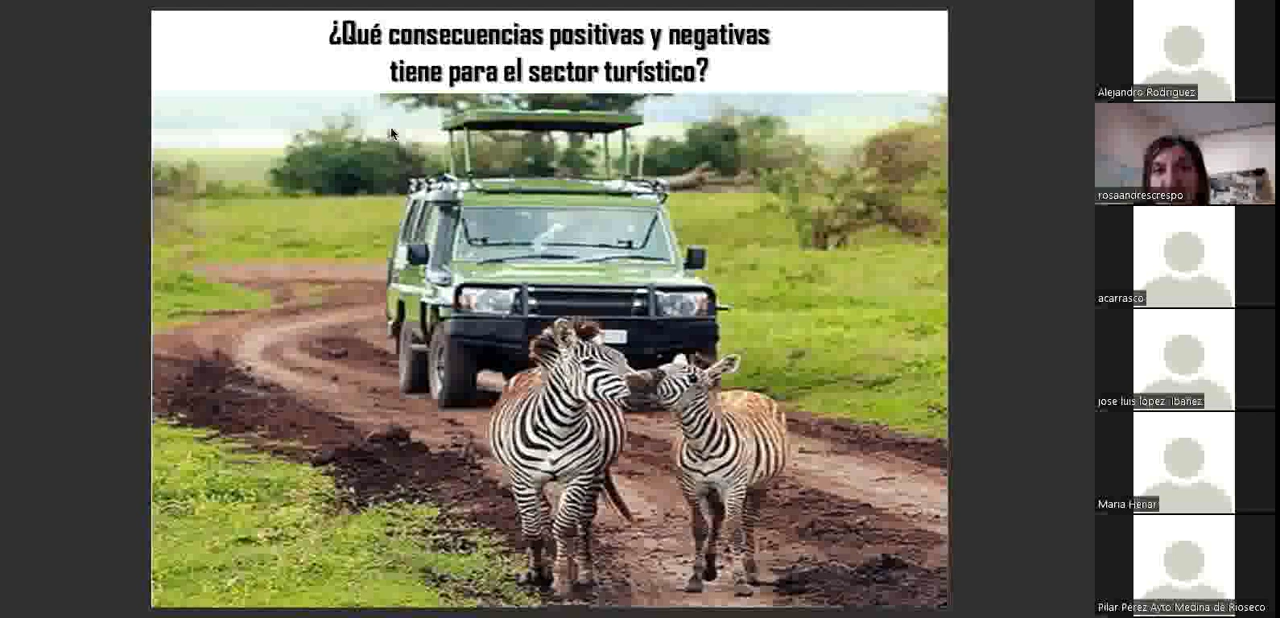 ¿Qué consecuencias positivas y negativas
tiene para el sector turístico?
Alejandro Rodriguez
rosaandrescrespo
acarrasco
jose luis lopez ibañez
Maria Henar
Pilar Pérez Ayto Medina de Rioseco